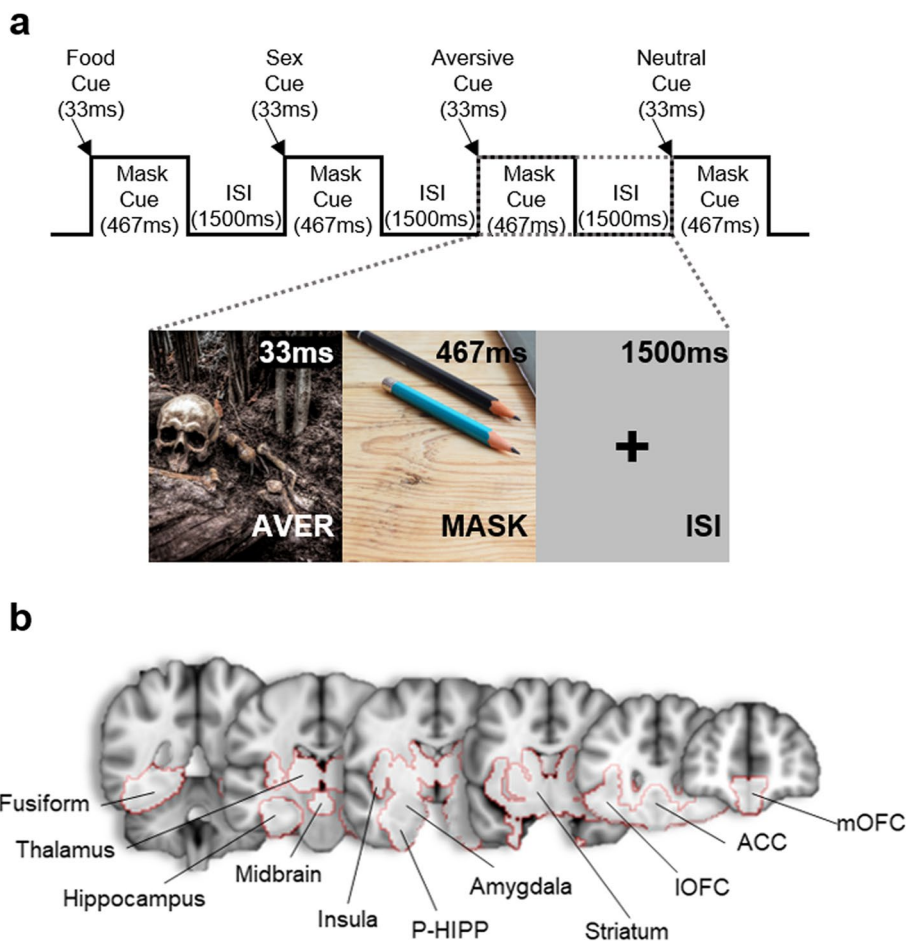 a
Food
Cue
(33ms)
Sex
Cue
(33ms)
Aversive
Cue
(33ms)
Neutral
Cue
(33ms)
Mask
Cue
(467ms)
ISI
(1500ms)
Mask
Cue
(467ms)
ISI
(1500ms)
Mask
Cue
(467ms)
ISI
(1500ms)
Mask
Cue
(467ms)
33ms
AVER
467ms
MASK
1500ms
+
ISI
b
Fusiform
Thalamus
Hippocampus
Midbrain
Insula
P-HIPP
Amygdala
Striatum
lOFC
ACC
mOFC